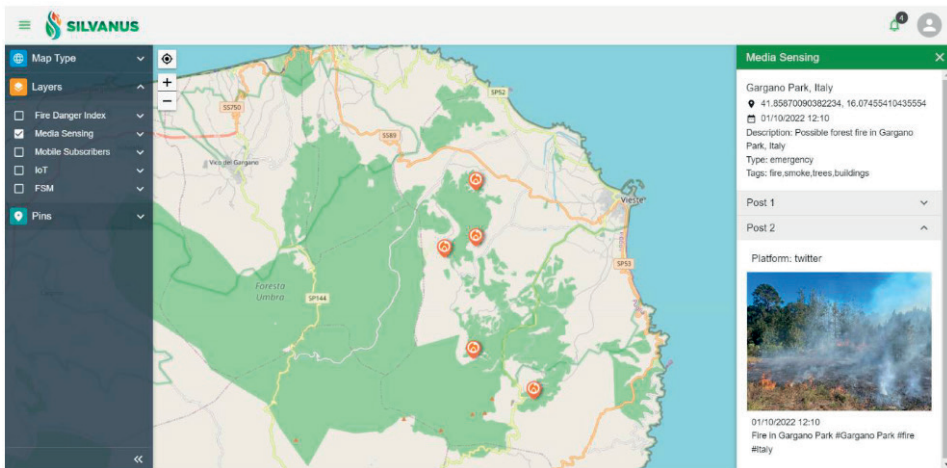 SILVANUS
4
Map Type
Layers
Fire Danger Index
Media Sensing
Mobile Subscribers
IoT
FSM
Pins
SP52
SS750
SS89
Vico del Gargano
Vieste
SP53
Foresta
Umbra
SP144
Media Sensing
Gargano Park, Italy
41.85870090382234, 16.07455410435554
01/10/2022 12:10
Description: Possible forest fire in Gargano
Park, Italy
Type: emergency
Tags: fire,smoke,trees,buildings
Post 1
Post 2
Platform: twitter
01/10/2022 12:10
Fire in Gargano Park #Gargano Park #fire
#italy